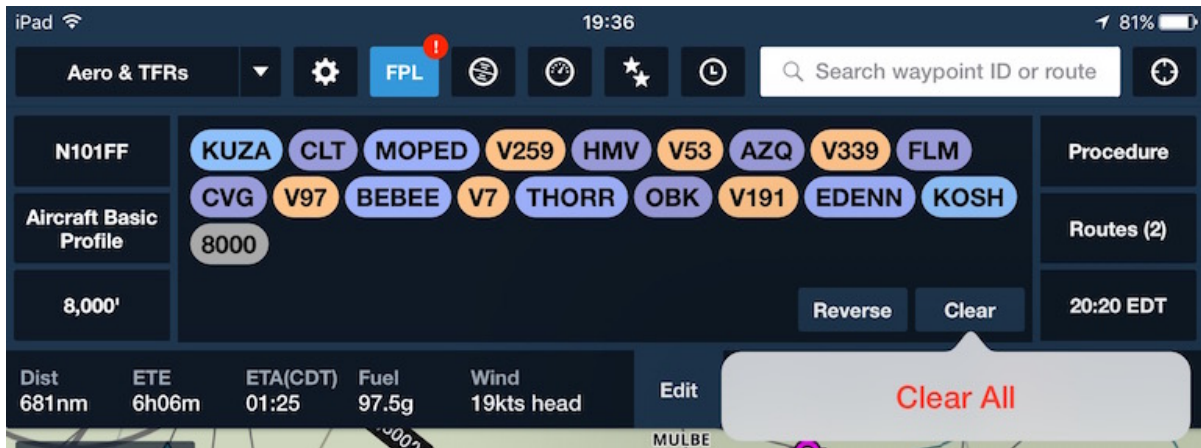 iPad 19:36 81%
Aero & TFRs FPL ! Search waypoint ID or route
N101FF KUZA CLT MOPED V259 HMV V53 AZQ V339 FLM Procedure
Aircraft Basic Profile CVG V97 BEBEE V7 THORR OBK V191 EDENN KOSH Routes (2)
8000
8,000' Reverse Clear 20:20 EDT
Dist ETE ETA(CDT) Fuel Wind
681nm 6h06m 01:25 97.5g 19kts head Edit Clear All
MULBE